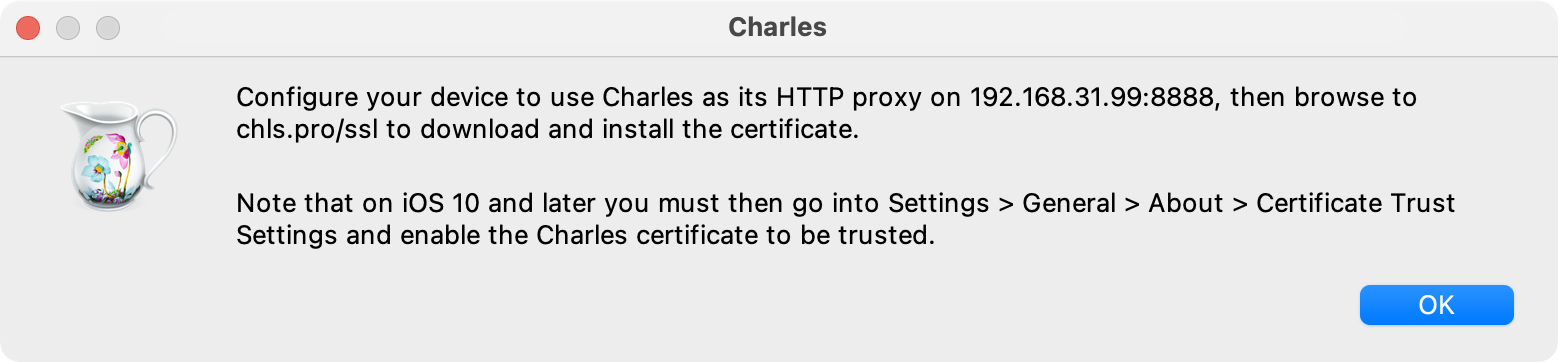 Charles
Configure your device to use Charles as its HTTP proxy on 192.168.31.99:8888, then browse to
chls.pro/ssl to download and install the certificate.
Note that on iOS 10 and later you must then go into Settings > General > About > Certificate Trust
Settings and enable the Charles certificate to be trusted.
OK